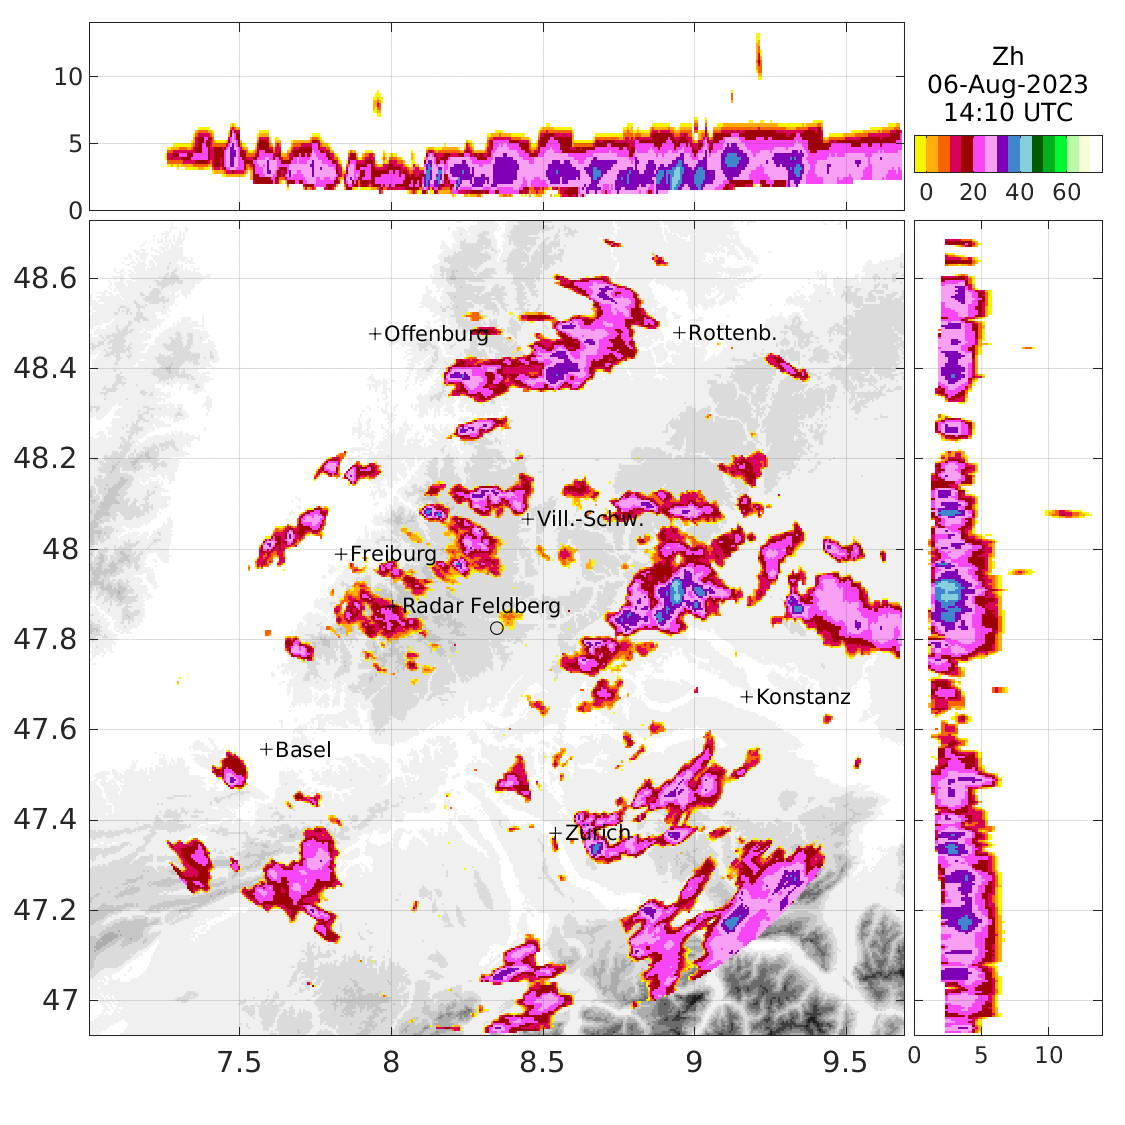 10
5
0
Zh
06-Aug-2023
14:10 UTC
0 20 40 60
48.6
48.4
48.2
48
47.8
47.6
47.4
47.2
47
+Offenburg
+Rottenb.
+Vill.-Schw.
+Freiburg
+Radar Feldberg
+Konstanz
+Basel
+Zurich
7.5 8 8.5 9 9.5
0 5 10